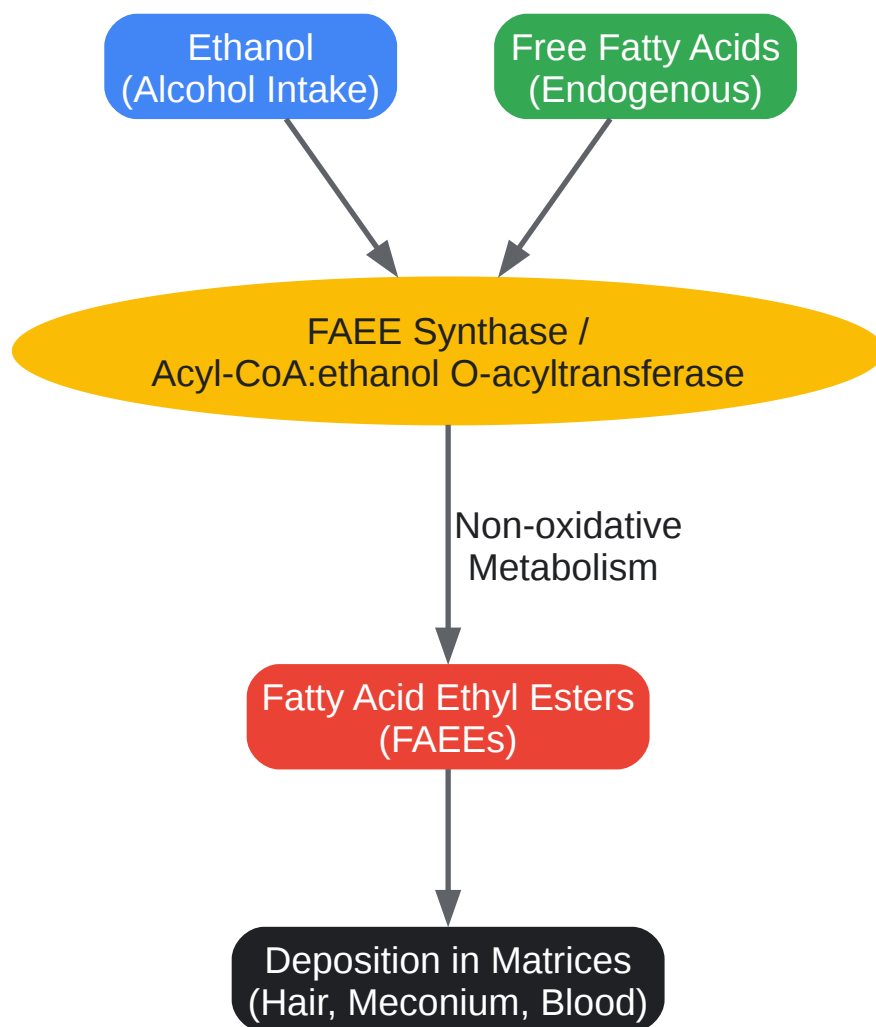 Ethanol
(Alcohol Intake)
Free Fatty Acids
(Endogenous)
FAEE Synthase /
Acyl-CoA:ethanol O-acyltransferase
Non-oxidative
Metabolism
Fatty Acid Ethyl Esters
(FAEEs)
Deposition in Matrices
(Hair, Meconium, Blood)